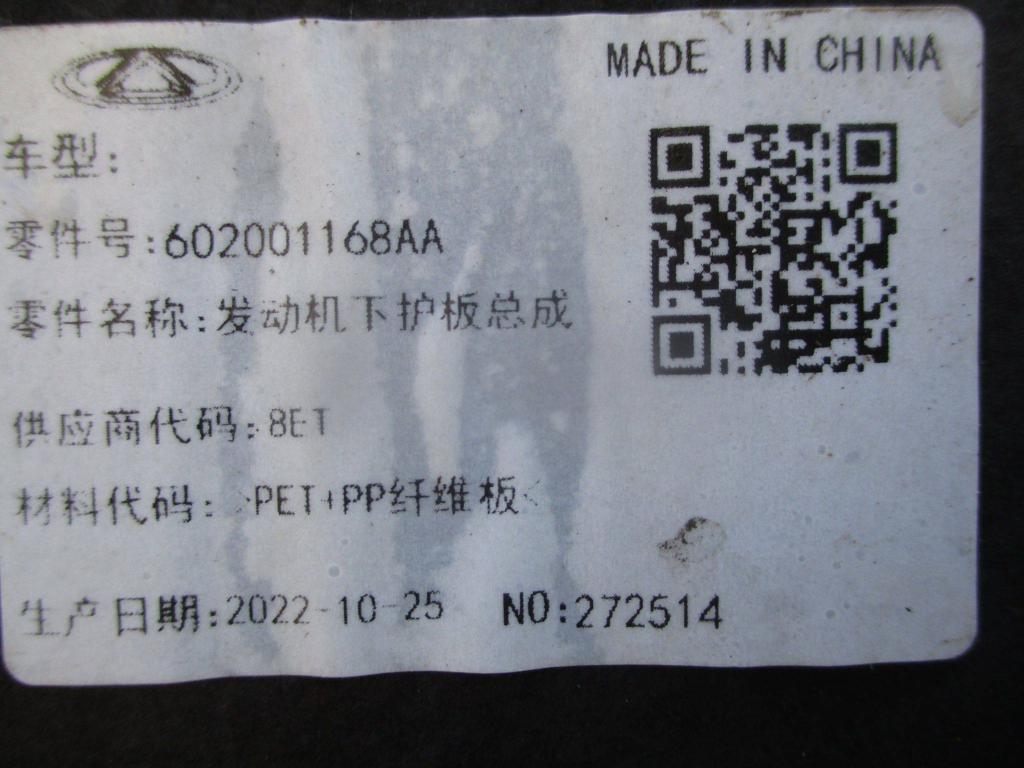 MADE IN CHINA
车型:
零件号:602001168AA
零件名称:发动机下护板总成
供应商代码:8ET
材料代码: >PET+PP纤维板<
生产日期:2022-10-25 NO:272514